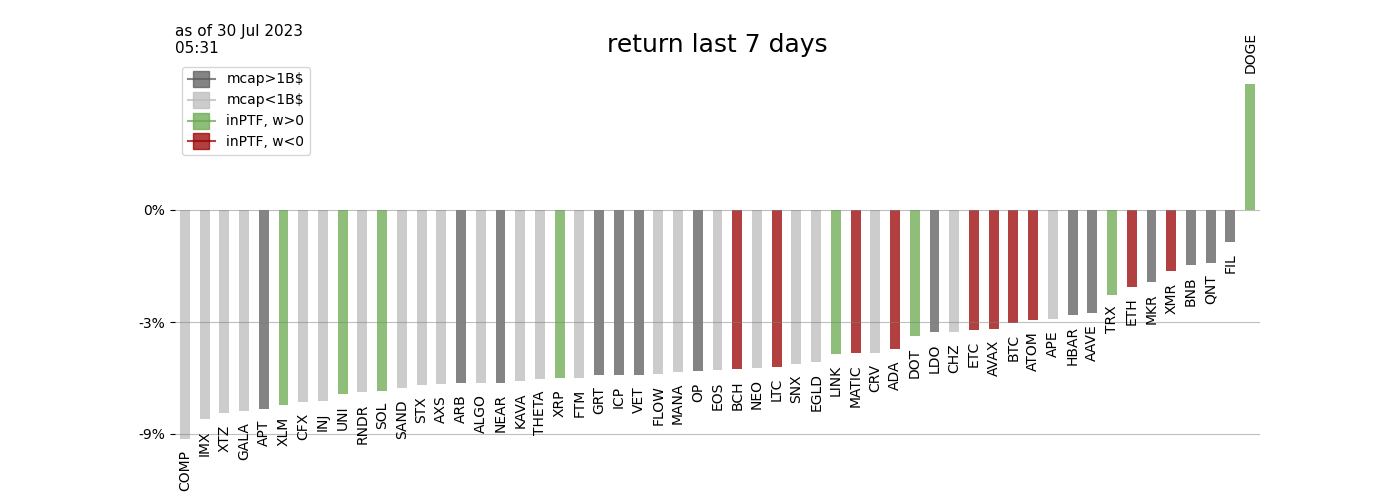 as of 30 Jul 2023
05:31
return last 7 days
DOGE
mcap>1B$
mcap<1B$
inPTF, w>0
inPTF, w<0
0%
-3%
-9%
COMP
IMX
XTZ
GALA
APT
XLM
CFX
INJ
UNI
RNDR
SOL
SAND
STX
AXS
ARB
ALGO
NEAR
KAVA
THETA
XRP
FTM
GRT
ICP
VET
FLOW
MANA
OP
EOS
BCH
NEO
LTC
SNX
EGLD
LINK
MATIC
CRV
ADA
DOT
LDO
CHZ
ETC
AVAX
BTC
ATOM
APE
HBAR
AAVE
TRX
ETH
MKR
XMR
BNB
QNT
FIL